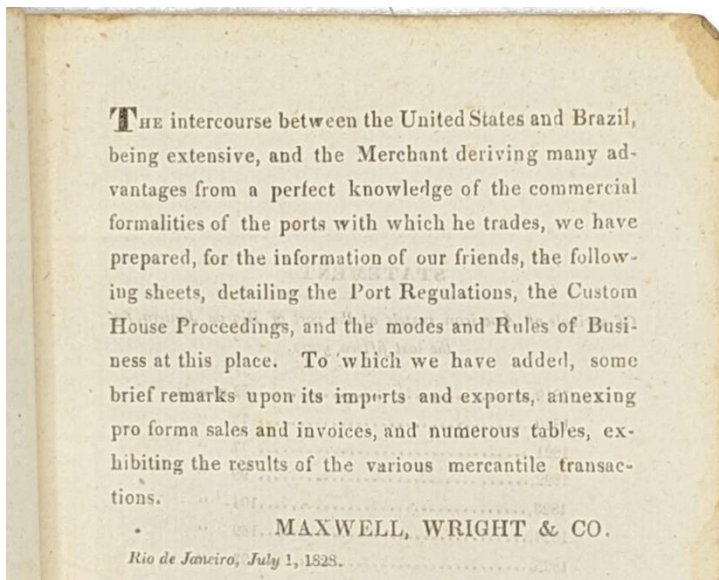 THE intercourse between the United States and Brazil,
being extensive, and the Merchant deriving many ad-
vantages from a perfect knowledge of the commercial
formalities of the ports with which he trades, we have
prepared, for the information of our friends, the follow-
ing sheets, detailing the Port Regulations, the Custom
House Proceedings, and the modes and Rules of Busi-
ness at this place. To which we have added, some
brief remarks upon its imports and exports, annexing
pro forma sales and invoices, and numerous tables, ex-
hibiting the results of the various mercantile transac-
tions.
MAXWELL, WRIGHT & CO.
Rio de Janeiro, July 1, 1828.